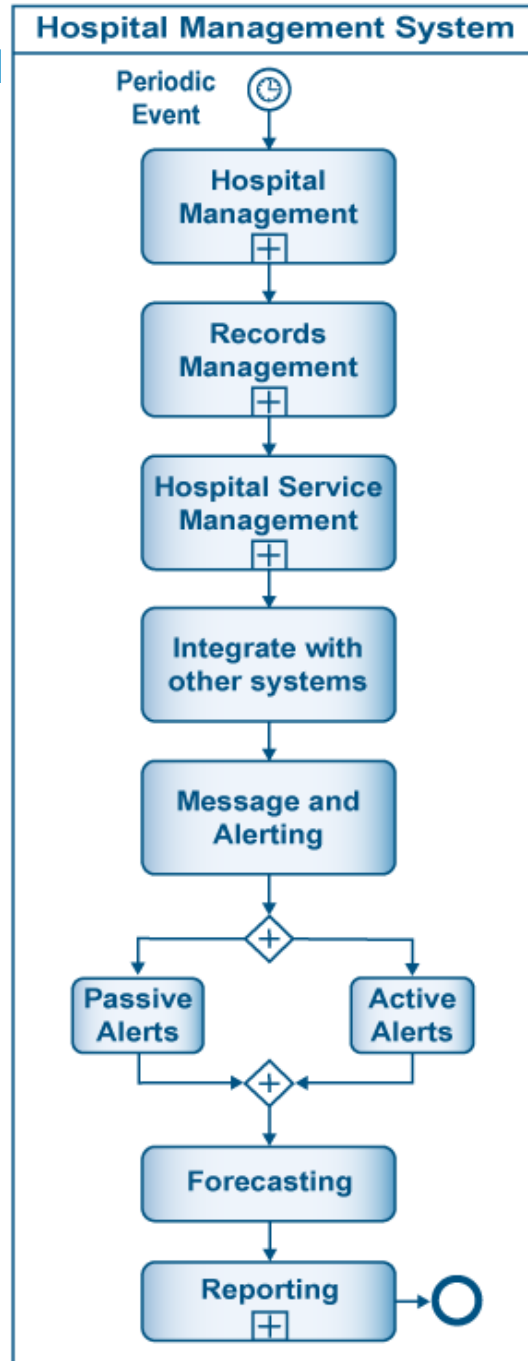 Hospital Management System
Periodic
Event
Hospital
Management
Records
Management
Hospital Service
Management
Integrate with
other systems
Message and
Alerting
Passive
Alerts
Active
Alerts
Forecasting
Reporting